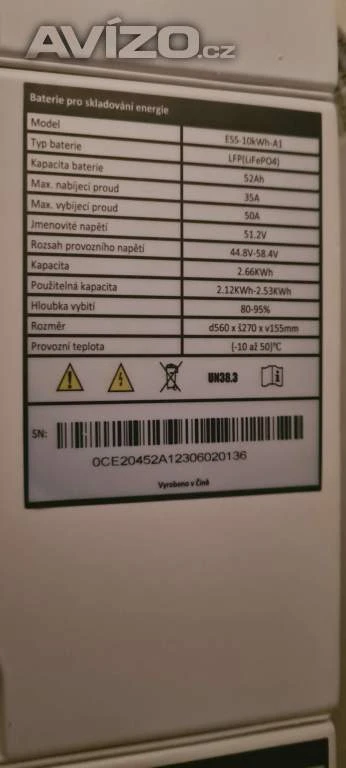 AVÍZO.cz
Baterie pro skladování energie
Model E5S-10kWh-A1
Typ baterie LFP(LiFePO4)
Kapacita baterie 52Ah
Max. nabíjecí proud 35A
Max. vybíjecí proud 50A
Jmenovité napětí 51.2V
Rozsah provozního napětí 44.8V-58.4V
Kapacita 2.66KWh
Použitelná kapacita 2.12KWh-2.53KWh
Hloubka vybití 80-95%
Rozměr d560 x š270 x v155mm
Provozní teplota (-10 až 50)°C
UN38.3
SN:
0CE20452A12306020136
Vyrobeno v Číně